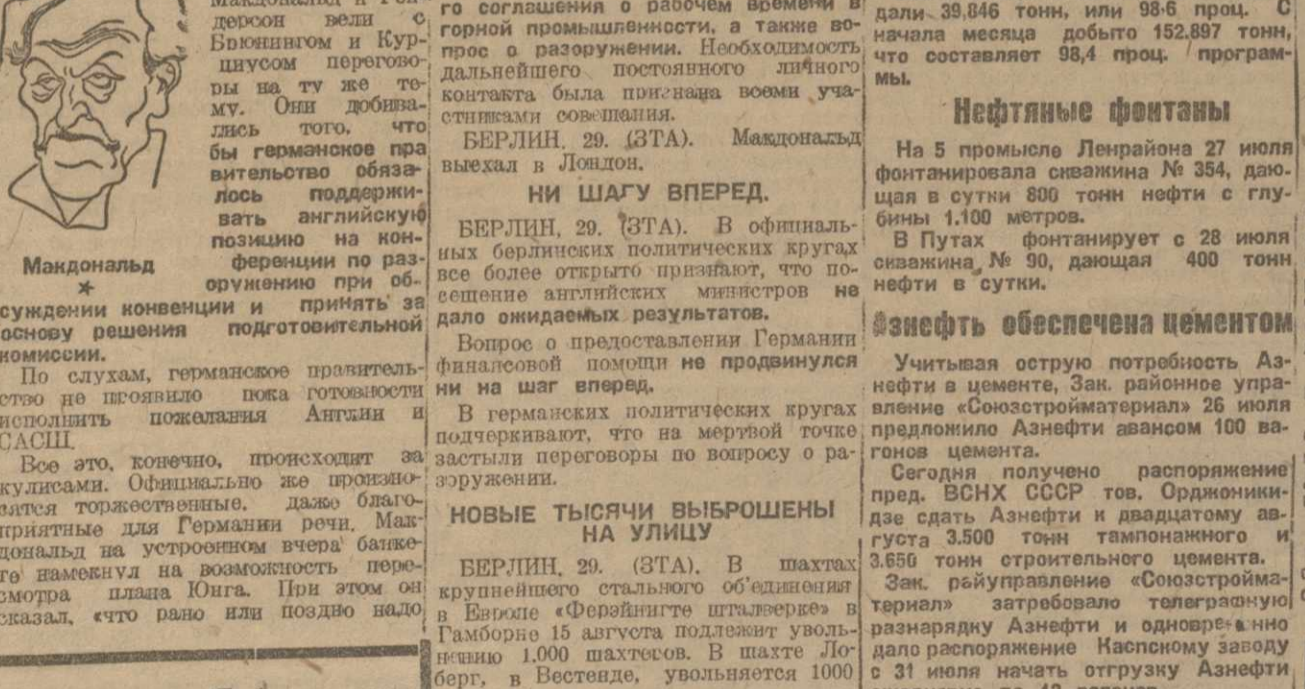 Макдональд и Ген-
дерсон вели с
Брюнингом и Кур-
циусом перегово-
ры на ту же те-
му. Они добива-
лись того, что
бы германское пра
вительство обяза-
лось поддержи-
вать английскую
позицию на кон-
ференции по раз-
оружению при об-
Макдональд
суждении конвенции и принять за
основу решения подготовительной
комиссии.
По слухам, германское правитель-
ство не проявило пока готовности
исполнить пожелания Англии и
САСШ.
Все это, конечно, происходит за
кулисами. Официально же произно-
сятся торжественные, даже благо-
приятные для Германии речи. Мак-
дональд на устроенном вчера банке-
те намекнул на возможность пере-
смотра плана Юнга. При этом он
сказал, «что рано или поздно надо
го соглашения о рабочем времени в
горной промышленности, а также во-
прос о разоружении. Необходимость
дальнейшего постоянного личного
контакта была признана всеми уча-
стниками совещания.
БЕРЛИН, 29. (ЗТА). Макдональд
выехал в Лондон.
НИ ШАГУ ВПЕРЕД.
БЕРЛИН, 29. (ЗТА). В официаль-
ных берлинских политических кругах
все более открыто признают, что по-
сещение английских министров не
дало ожидаемых результатов.
Вопрос о предоставлении Германии
финансовой помощи не продвинулся
ни на шаг вперед.
В германских политических кругах
подчеркивают, что на мертвой точке
застыли переговоры по вопросу о ра-
зоружении.
НОВЫЕ ТЫСЯЧИ ВЫБРОШЕНЫ
НА УЛИЦУ
БЕРЛИН, 29. (ЗТА). В шахтах
крупнейшего стального об'единения
в Европе «Ферэйнигте штальверке» в
Гамборне 15 августа подлежит уволь-
нению 1.000 шахтеров. В шахте Ло-
берг, в Вестенде, увольняется 1000
дали 39,846 тонн, или 98·6 проц. С
начала месяца добыто 152.897 тонн,
что составляет 98,4 проц. програм-
мы.
Нефтяные фонтаны
На 5 промысле Ленрайона 27 июля
фонтанировала скважина № 354, даю-
щая в сутки 800 тонн нефти с глу-
бины 1.100 метров.
В Путах фонтанирует с 28 июля
скважина № 90, дающая 400 тонн
нефти в сутки.
Азнефть обеспечена цементом
Учитывая острую потребность Аз-
нефти в цементе, Зак. районное упра-
вление «Союзстройматериал» 26 июля
предложило Азнефти авансом 100 ва-
гонов цемента.
Сегодня получено распоряжение
пред. ВСНХ СССР тов. Орджоники-
дзе сдать Азнефти к двадцатому ав-
густа 3.500 тонн тампонажного и
3.650 тонн строительного цемента.
Зак. райуправление «Союзстройма-
териал» затребовало телеграфную
разнарядку Азнефти и одновременно
дало распоряжение Каспскому заводу
с 31 июля начать отгрузку Азнефти